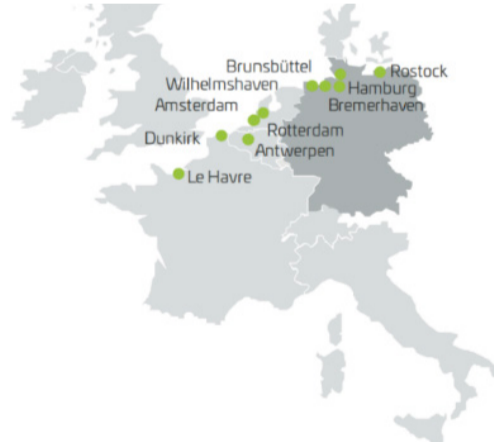 Brunsbüttel
Rostock
Wilhelmshaven
Hamburg
Amsterdam
Bremerhaven
Rotterdam
Dunkirk
Antwerpen
Le Havre